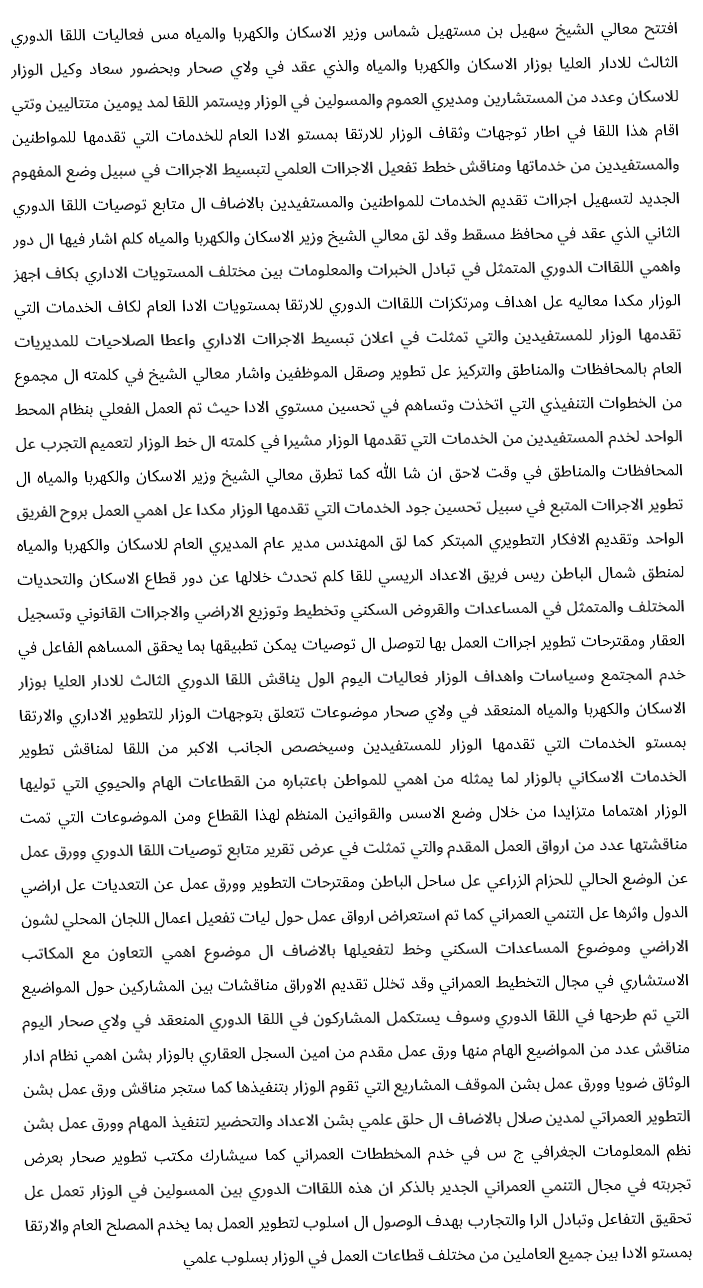 افتتح معالي الشيخ سهيل بن مستهيل شماس وزير الاسكان والكهربا والمياه مس فعاليات اللقا الدوري
الثالث للادار العليا بوزار الاسكان والكهربا والمياه والذي عقد في ولاي صحار وبحضور سعاد وكيل الوزار
للاسكان وعدد من المستشارين ومديري العموم والمسولين في الوزار ويستمر اللقا لمد يومين متتاليين وتتي
اقام هذا اللقا في اطار توجهات وثقاف الوزار للارتقا بمستو الادا العام للخدمات التي تقدمها للمواطنين
والمستفيدين من خدماتها ومناقش خطط تفعيل الاجراات العلمي لتبسيط الاجراات في سبيل وضع المفهوم
الجديد لتسهيل اجراات تقديم الخدمات للمواطنين والمستفيدين بالاضاف ال متابع توصيات اللقا الدوري
الثاني الذي عقد في محافظ مسقط وقد لق معالي الشيخ وزير الاسكان والكهربا والمياه كلم اشار فيها ال دور
واهمي اللقاات الدوري المتمثل في تبادل الخبرات والمعلومات بين مختلف المستويات الاداري بكاف اجهز
الوزار مكدا معاليه عل اهداف ومرتكزات اللقاات الدوري للارتقا بمستويات الادا العام لكاف الخدمات التي
تقدمها الوزار للمستفيدين والتي تمثلت في اعلان تبسيط الاجراات الاداري واعطا الصلاحيات للمديريات
العام بالمحافظات والمناطق والتركيز عل تطوير وصقل الموظفين واشار معالي الشيخ في كلمته ال مجموع
من الخطوات التنفيذي التي اتخذت وتساهم في تحسين مستوي الادا حيث تم العمل الفعلي بنظام المحط
الواحد لخدم المستفيدين من الخدمات التي تقدمها الوزار مشيرا في كلمته ال خط الوزار لتعميم التجرب عل
المحافظات والمناطق في وقت لاحق ان شا الله كما تطرق معالي الشيخ وزير الاسكان والكهربا والمياه ال
تطوير الاجراات المتبع في سبيل تحسين جود الخدمات التي تقدمها الوزار مكدا عل اهمي العمل بروح الفريق
الواحد وتقديم الافكار التطويري المبتكر كما لق المهندس مدير عام المديري العام للاسكان والكهربا والمياه
لمنطق شمال الباطن ريس فريق الاعداد الريسي للقا كلم تحدث خلالها عن دور قطاع الاسكان والتحديات
المختلف والمتمثل في المساعدات والقروض السكني وتخطيط وتوزيع الاراضي والاجراات القانوني وتسجيل
العقار ومقترحات تطوير اجراات العمل بها لتوصل ال توصيات يمكن تطبيقها بما يحقق المساهم الفاعل في
خدم المجتمع وسياسات واهداف الوزار فعاليات اليوم الول يناقش اللقا الدوري الثالث للادار العليا بوزار
الاسكان والكهربا والمياه المنعقد في ولاي صحار موضوعات تتعلق بتوجهات الوزار للتطوير الاداري والارتقا
بمستو الخدمات التي تقدمها الوزار للمستفيدين وسيخصص الجانب الاكبر من اللقا لمناقش تطوير
الخدمات الاسكاني بالوزار لما يمثله من اهمي للمواطن باعتباره من القطاعات الهام والحيوي التي توليها
الوزار اهتماما متزايدا من خلال وضع الاسس والقوانين المنظم لهذا القطاع ومن الموضوعات التي تمت
مناقشتها عدد من ارواق العمل المقدم والتي تمثلت في عرض تقرير متابع توصيات اللقا الدوري وورق عمل
عن الوضع الحالي للحزام الزراعي عل ساحل الباطن ومقترحات التطوير وورق عمل عن التعديات عل اراضي
الدول واثرها عل التنمي العمراني كما تم استعراض ارواق عمل حول ليات تفعيل اعمال اللجان المحلي لشون
الاراضي وموضوع المساعدات السكني وخط لتفعيلها بالاضاف ال موضوع اهمي التعاون مع المكاتب
الاستشاري في مجال التخطيط العمراني وقد تخلل تقديم الاوراق مناقشات بين المشاركين حول المواضيع
التي تم طرحها في اللقا الدوري وسوف يستكمل المشاركون في اللقا الدوري المنعقد في ولاي صحار اليوم
مناقش عدد من المواضيع الهام منها ورق عمل مقدم من امين السجل العقاري بالوزار بشن اهمي نظام ادار
الوثاق ضويا وورق عمل بشن الموقف المشاريع التي تقوم الوزار بتنفيذها كما ستجر مناقش ورق عمل بشن
التطوير العمراتي لمدين صلال بالاضاف ال حلق علمي بشن الاعداد والتحضير لتنفيذ المهام وورق عمل بشن
نظم المعلومات الجغرافي ج س في خدم المخططات العمراني كما سيشارك مكتب تطوير صحار بعرض
تجربته في مجال التنمي العمراني الجدير بالذكر ان هذه اللقاات الدوري بين المسولين في الوزار تعمل عل
تحقيق التفاعل وتبادل الرا والتجارب بهدف الوصول ال اسلوب لتطوير العمل بما يخدم المصلح العام والارتقا
بمستو الادا بين جميع العاملين من مختلف قطاعات العمل في الوزار بسلوب علمي